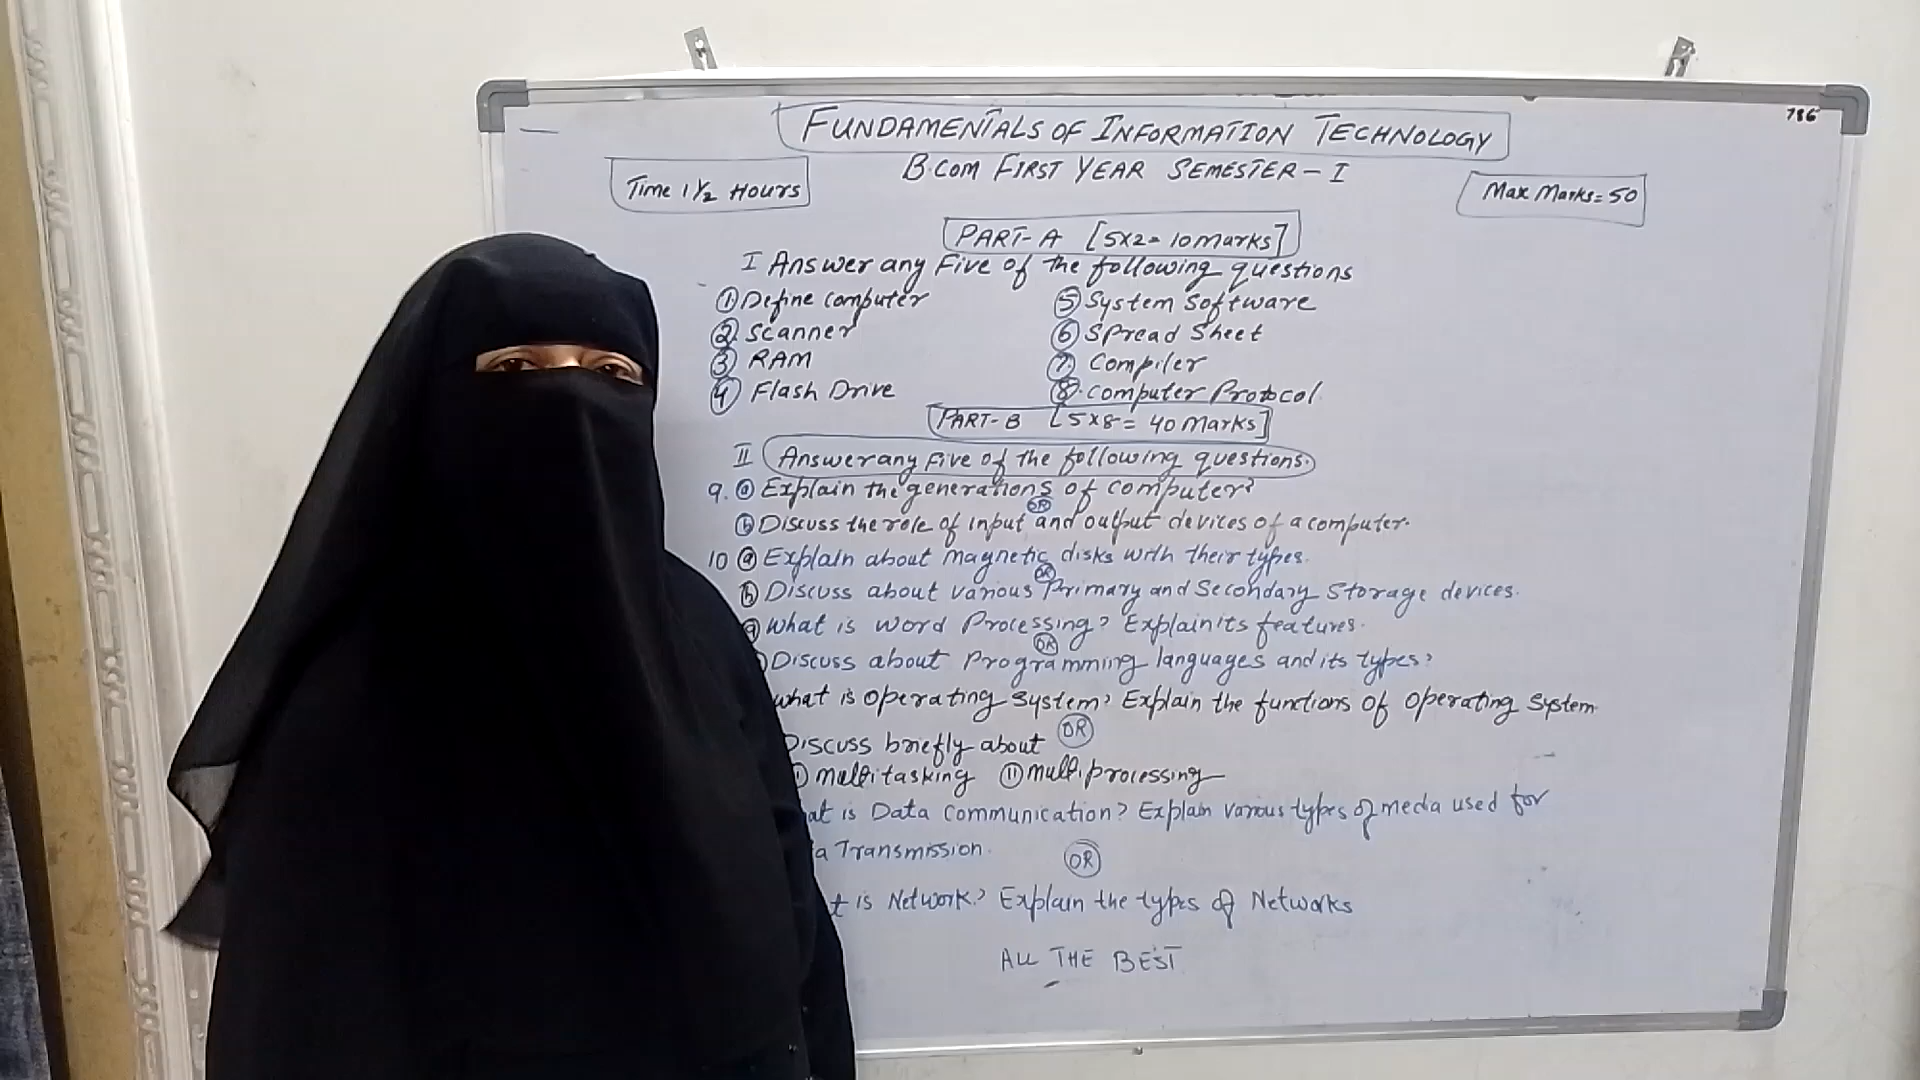 786
FUNDAMENTALS OF INFORMATION TECHNOLOGY
B COM FIRST YEAR SEMESTER - I
Time 1 1/2 Hours
Max Marks = 50
PART- A [5x2= 10 marks]
I Answer any Five of the following questions
① Define computer
② Scanner
③ RAM
④ Flash Drive
⑤ System Software
⑥ Spread Sheet
⑦ Compiler
⑧ Computer Protocol.
PART- B [5x8= 40 marks]
II Answer any Five of the following questions.
9. ⓐ Explain the generations of computer?
OR
ⓑ Discuss the role of input and output devices of a computer.
10 ⓐ Explain about magnetic disks with their types.
OR
ⓑ Discuss about various Primary and Secondary Storage devices.
ⓐ What is word Processing? Explain its features.
OR
Discuss about Programming languages and its types?
what is operating system? Explain the functions of operating system.
OR
Discuss briefly about
① multitasking ⑪ multiprocessing
at is Data communication? Explain various types of media used for
a Transmission.
OR
t is Network? Explain the types of Networks
ALL THE BEST